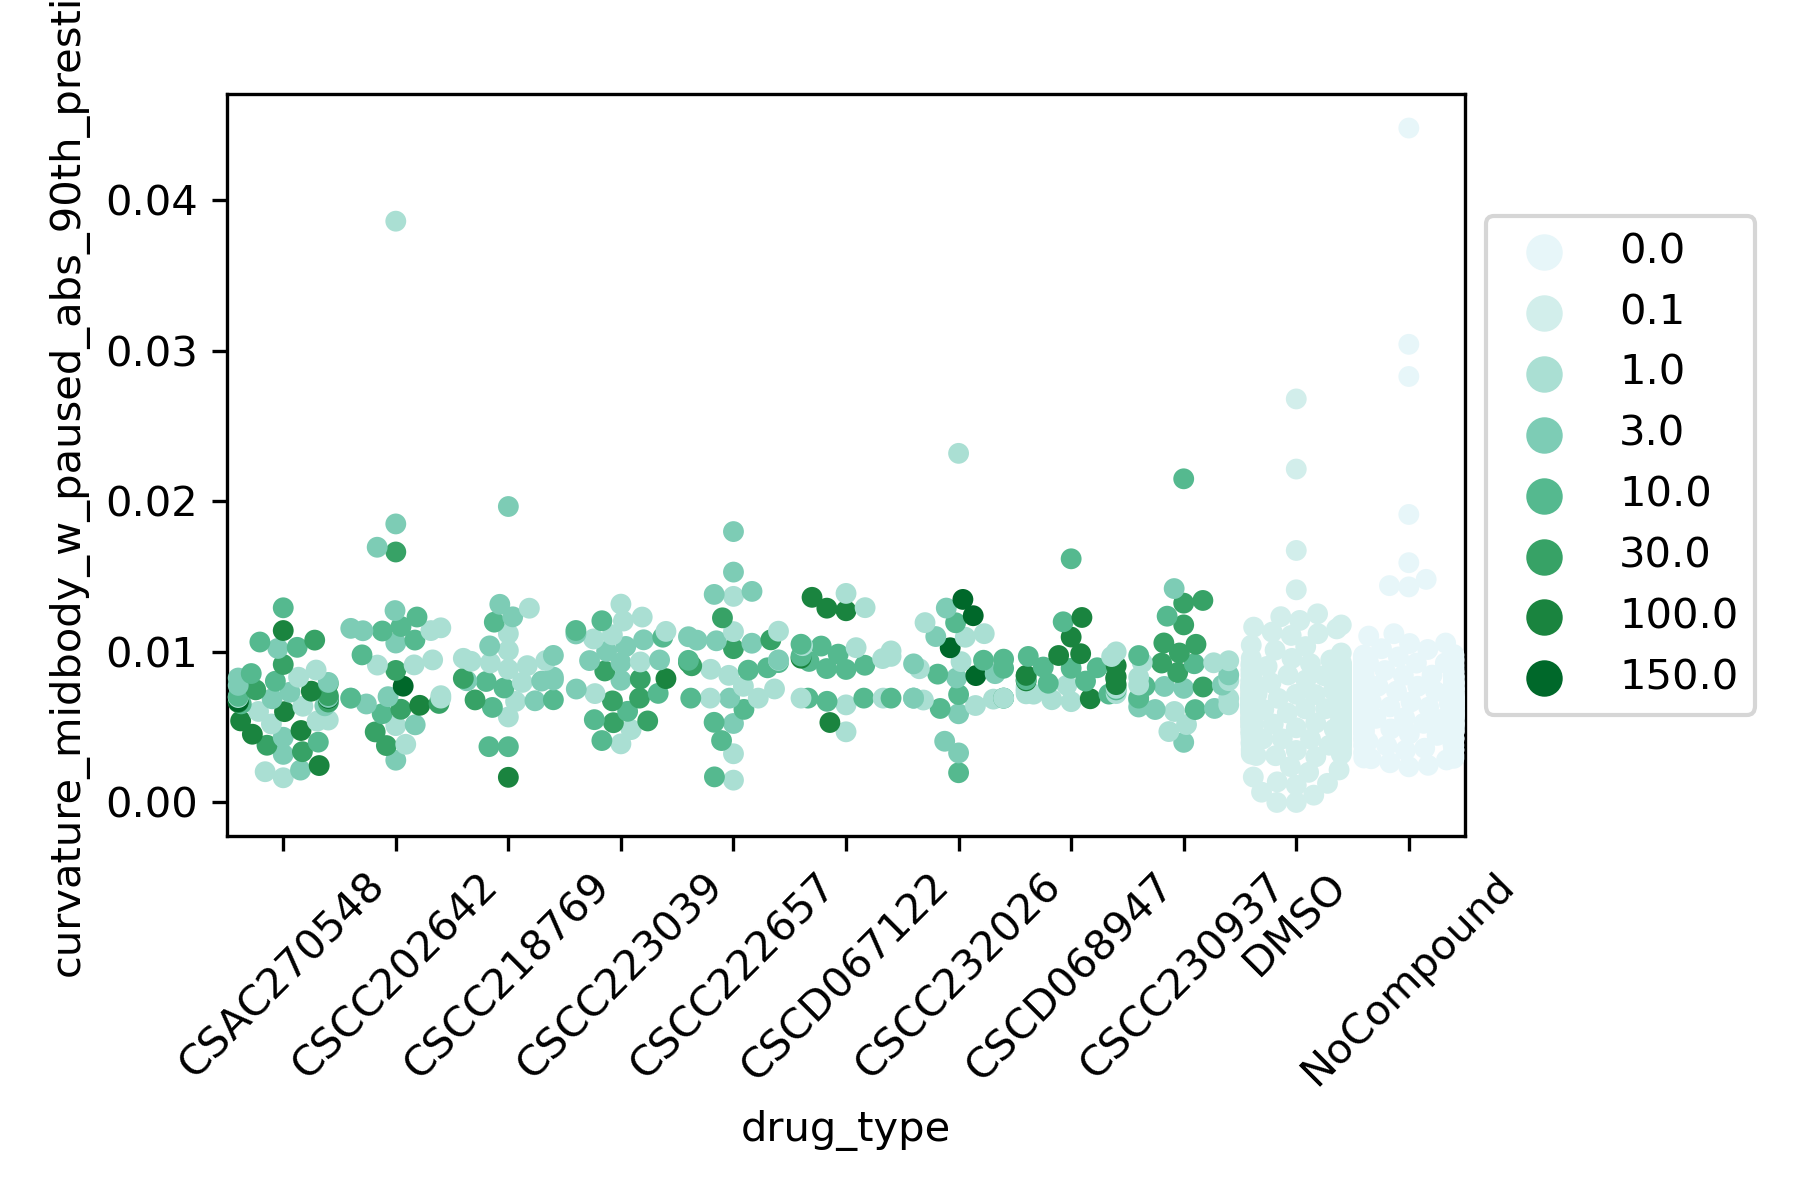 curvature_midbody_w_paused_abs_90th_presti
0.04
0.03
0.02
0.01
0.00
CSAC270548
CSCC202642
CSCC218769
CSCC223039
CSCC222657
CSCD067122
CSCC232026
CSCD068947
CSCC230937
DMSO
NoCompound
drug_type
0.0
0.1
1.0
3.0
10.0
30.0
100.0
150.0